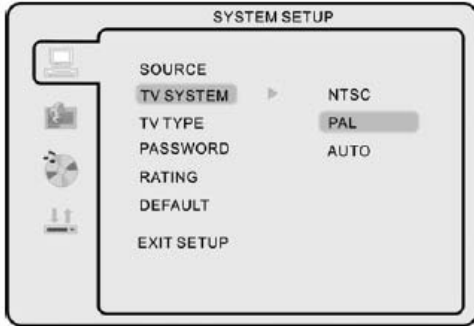 SYSTEM SETUP
SOURCE
TV SYSTEM NTSC
TV TYPE PAL
PASSWORD AUTO
RATING
DEFAULT
EXIT SETUP